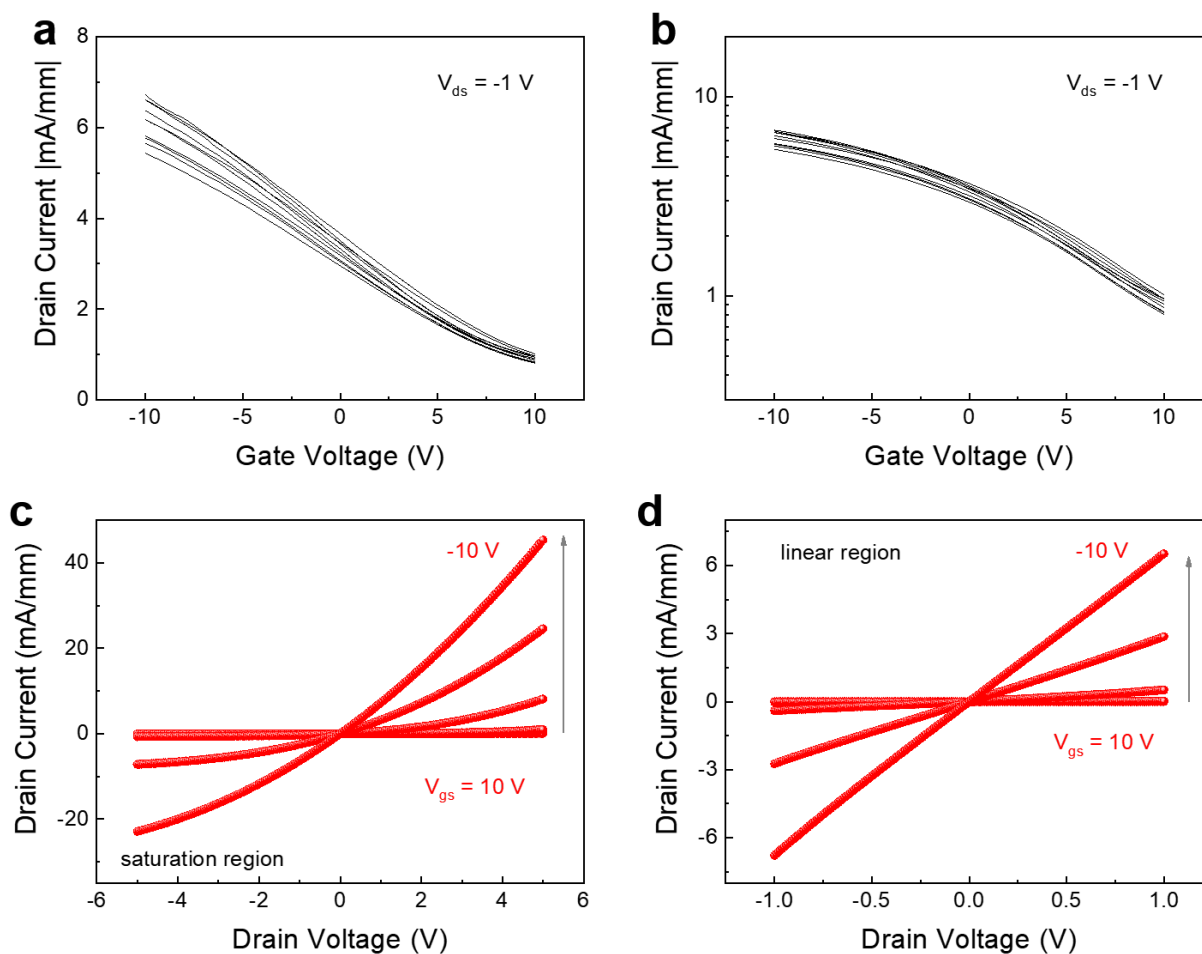 a
V_ds = -1 V
Drain Current |mA/mm|
8
6
4
2
0
-10
-5
0
5
10
Gate Voltage (V)
b
V_ds = -1 V
Drain Current |mA/mm|
10
1
-10
-5
0
5
10
Gate Voltage (V)
c
-10 V
V_gs = 10 V
saturation region
Drain Current (mA/mm)
40
20
0
-20
-6
-4
-2
0
2
4
6
Drain Voltage (V)
d
linear region
-10 V
V_gs = 10 V
Drain Current (mA/mm)
6
3
0
-3
-6
-1.0
-0.5
0.0
0.5
1.0
Drain Voltage (V)